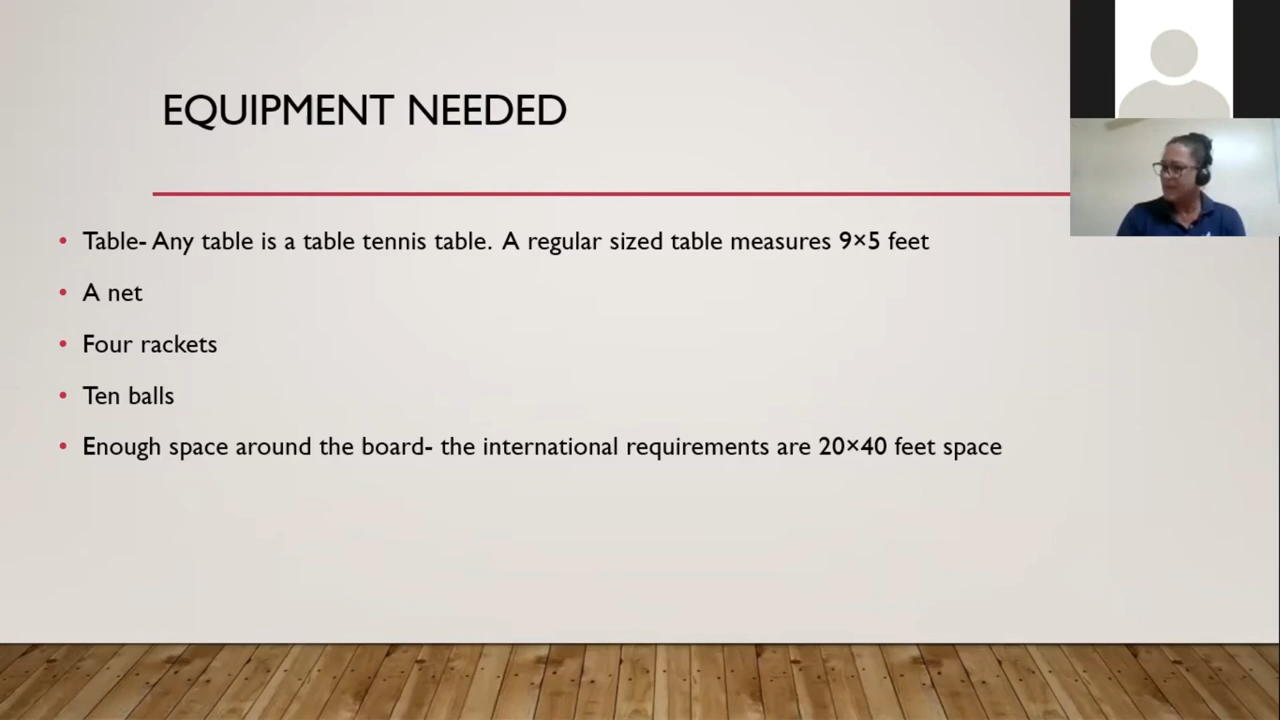 EQUIPMENT NEEDED
• Table- Any table is a table tennis table. A regular sized table measures 9×5 feet
• A net
• Four rackets
• Ten balls
• Enough space around the board- the international requirements are 20×40 feet space